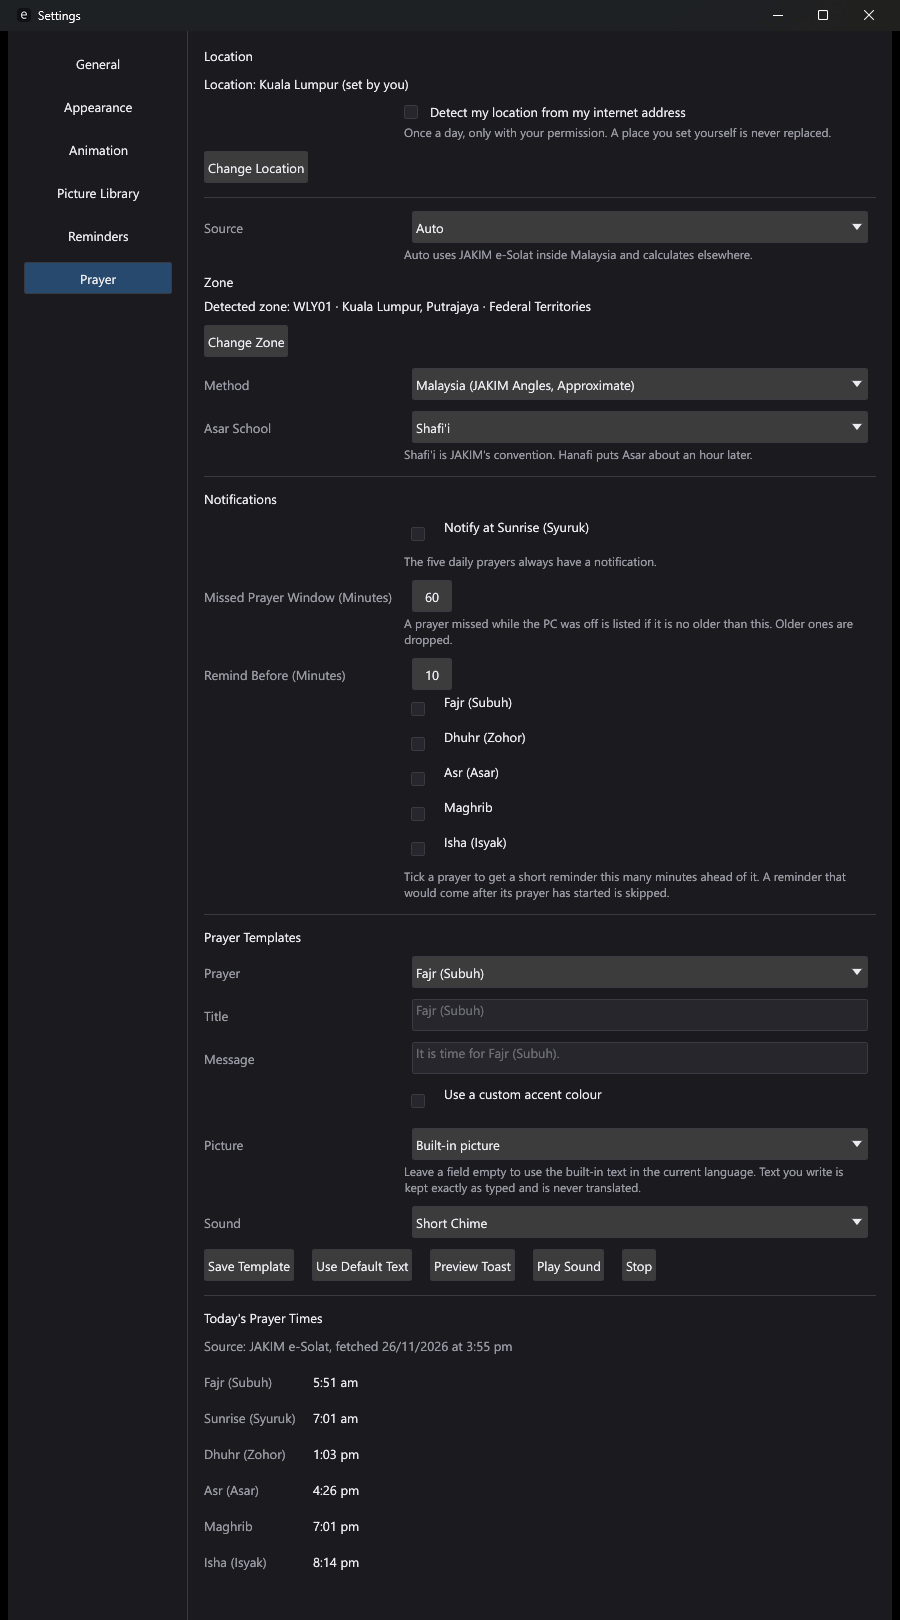 e Settings
General
Appearance
Animation
Picture Library
Reminders
Prayer
Location
Location: Kuala Lumpur (set by you)
Detect my location from my internet address
Once a day, only with your permission. A place you set yourself is never replaced.
Change Location
Source Auto
Auto uses JAKIM e-Solat inside Malaysia and calculates elsewhere.
Zone
Detected zone: WLY01 · Kuala Lumpur, Putrajaya · Federal Territories
Change Zone
Method Malaysia (JAKIM Angles, Approximate)
Asar School Shafi'i
Shafi'i is JAKIM's convention. Hanafi puts Asar about an hour later.
Notifications
Notify at Sunrise (Syuruk)
The five daily prayers always have a notification.
Missed Prayer Window (Minutes) 60
A prayer missed while the PC was off is listed if it is no older than this. Older ones are
dropped.
Remind Before (Minutes) 10
Fajr (Subuh)
Dhuhr (Zohor)
Asr (Asar)
Maghrib
Isha (Isyak)
Tick a prayer to get a short reminder this many minutes ahead of it. A reminder that
would come after its prayer has started is skipped.
Prayer Templates
Prayer Fajr (Subuh)
Title Fajr (Subuh)
Message It is time for Fajr (Subuh).
Use a custom accent colour
Picture Built-in picture
Leave a field empty to use the built-in text in the current language. Text you write is
kept exactly as typed and is never translated.
Sound Short Chime
Save Template Use Default Text Preview Toast Play Sound Stop
Today's Prayer Times
Source: JAKIM e-Solat, fetched 26/11/2026 at 3:55 pm
Fajr (Subuh) 5:51 am
Sunrise (Syuruk) 7:01 am
Dhuhr (Zohor) 1:03 pm
Asr (Asar) 4:26 pm
Maghrib 7:01 pm
Isha (Isyak) 8:14 pm